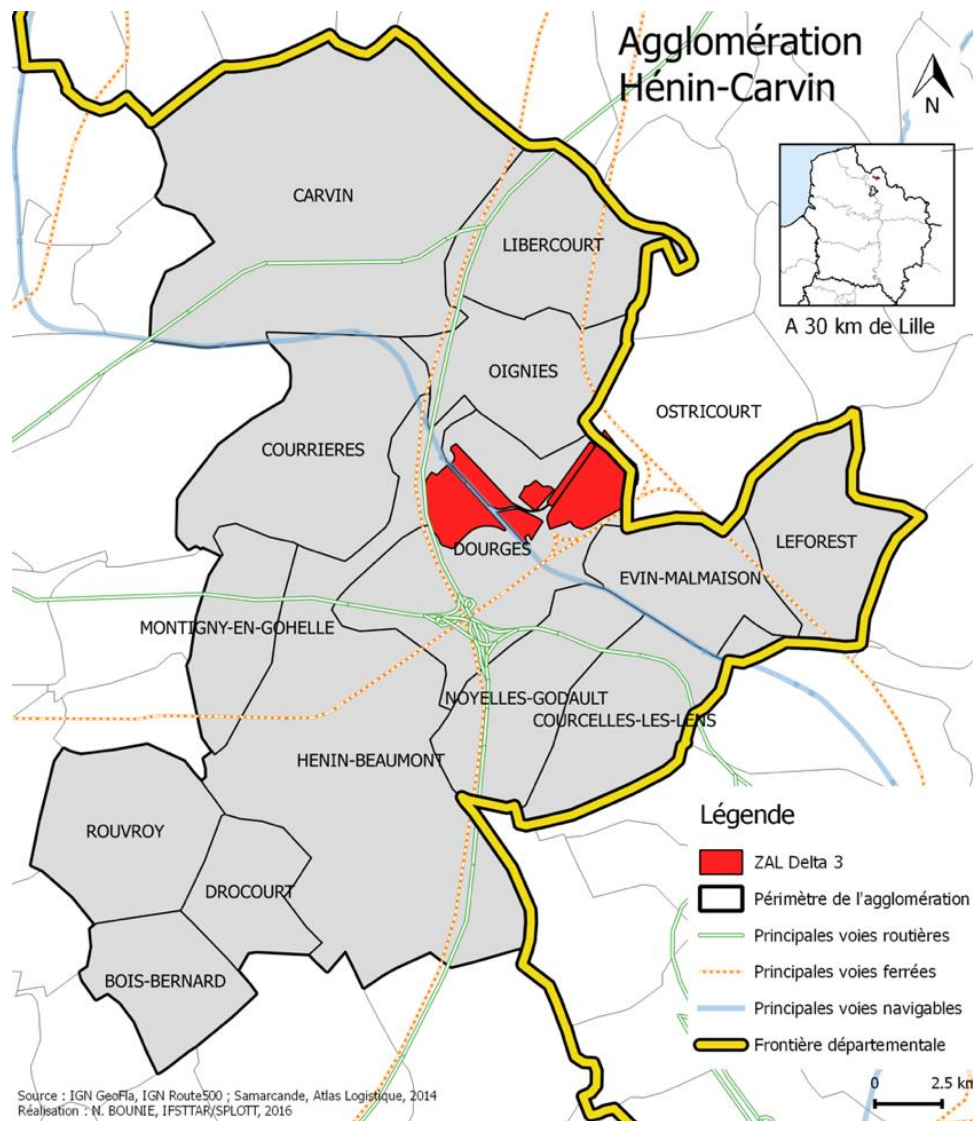 Agglomération
Hénin-Carvin
N
A 30 km de Lille
CARVIN
LIBERCOURT
OIGNIES
OSTRICOURT
COURRIERES
DOURGES
LEFOREST
EVIN-MALMAISON
MONTIGNY-EN-GOHELLE
NOYELLES-GODAULT
COURCELLES-LES-LENS
HENIN-BEAUMONT
ROUVROY
DROCOURT
BOIS-BERNARD
Légende
ZAL Delta 3
Périmètre de l'agglomération
Principales voies routières
Principales voies ferrées
Principales voies navigables
Frontière départementale
0 2.5 km
Source : IGN GeoFla, IGN Route500 ; Samarcande, Atlas Logistique, 2014
Réalisation : N. BOUNIE, IFSTTAR/SPLOTT, 2016